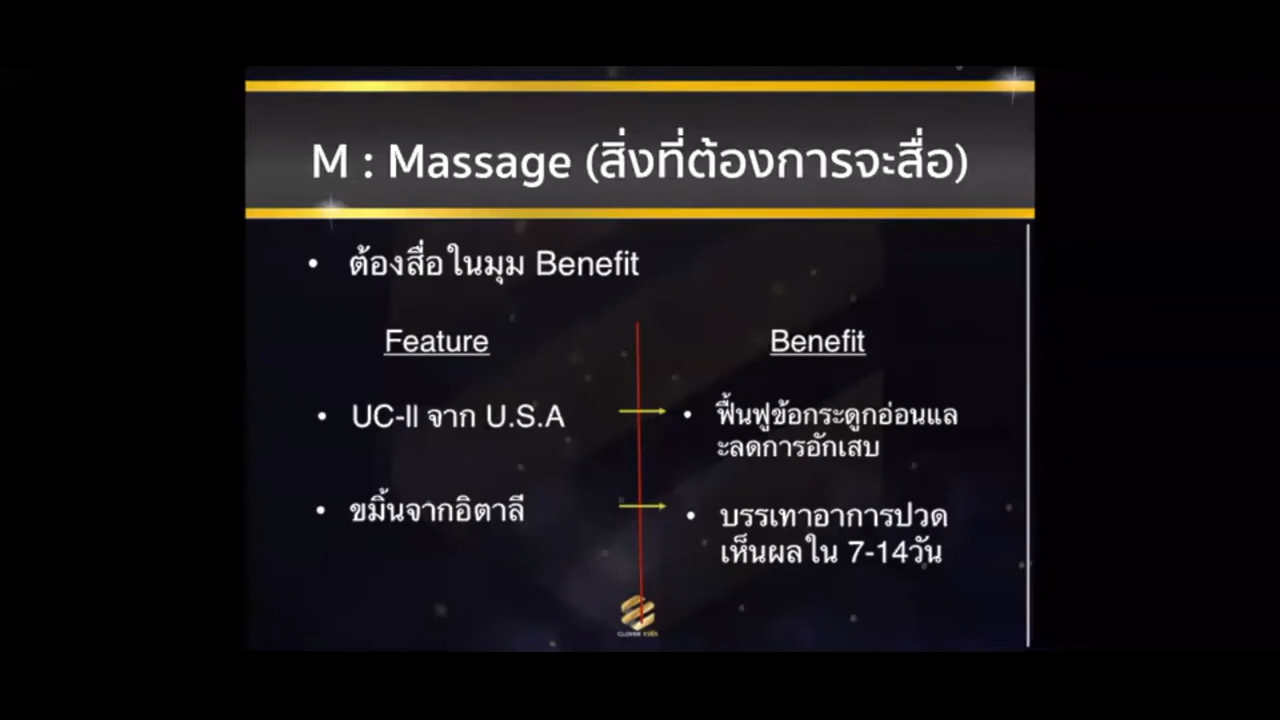 M : Massage (สิ่งที่ต้องการจะสื่อ)
• ต้องสื่อในมุม Benefit
Feature
Benefit
• UC-II จาก U.S.A
• ฟื้นฟูข้อกระดูกอ่อนแล
ะลดการอักเสบ
• ขมิ้นจากอิตาลี
• บรรเทาอาการปวด
เห็นผลใน 7-14วัน
CLOVER